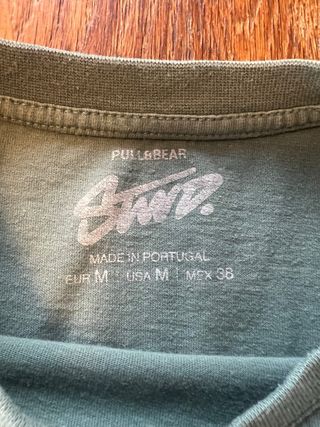 PULL&BEAR
STWD.
MADE IN PORTUGAL
EUR M | USA M | MEX 38